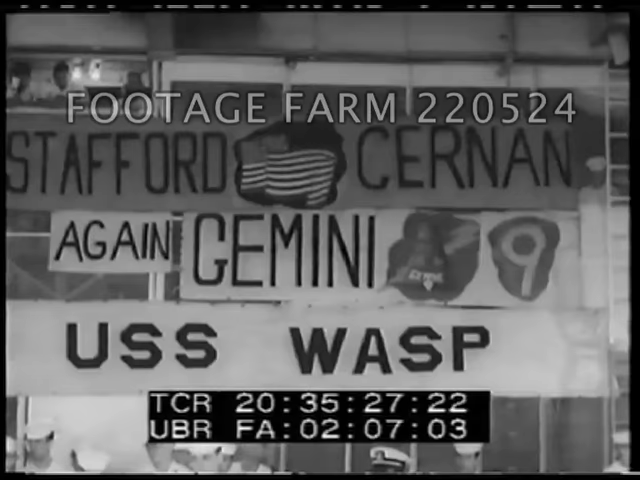 FOOTAGE FARM 220524
STAFFORD CERNAN
AGAIN GEMINI 9
USS WASP
TCR 20:35:27:22
UBR FA:02:07:03